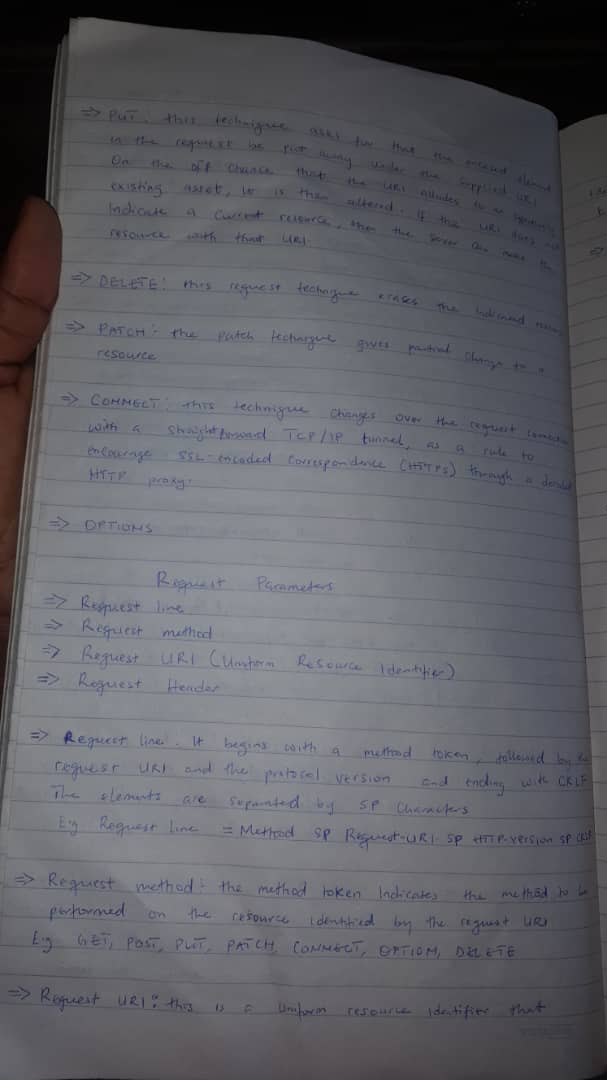 => PUT: this technique asks for that the encased element
in the request be put away under the supplied URI.
On the off chance that the URI alludes to an
existing asset, it is then altered. If the URI does not
indicate a current resource, then the server can make the
resource with that URI.
=> DELETE: this request technique erases the indicated
=> PATCH: the patch technique gives partial change to a
resource
=> CONNECT: this technique changes over the request
with a straightforward TCP/IP tunnel, as a rule to
encourage SSL-encoded correspondence (HTTPS) through a
HTTP proxy.
=> OPTIONS
Request Parameters
=> Request line
=> Request method
=> Request URI (Uniform Resource Identifier)
=> Request Header
=> Request line. It begins with a method token, followed by the
request URI and the protocol version and ending with CRLF
The elements are separated by SP characters
Eg Request line = Method SP Request-URI SP HTTP-version SP CRLF
=> Request method: the method token indicates the method to be
performed on the resource identified by the request URI
Eg GET, POST, PUT, PATCH, CONNECT, OPTION, DELETE
=> Request URI: this is a uniform resource identifier that